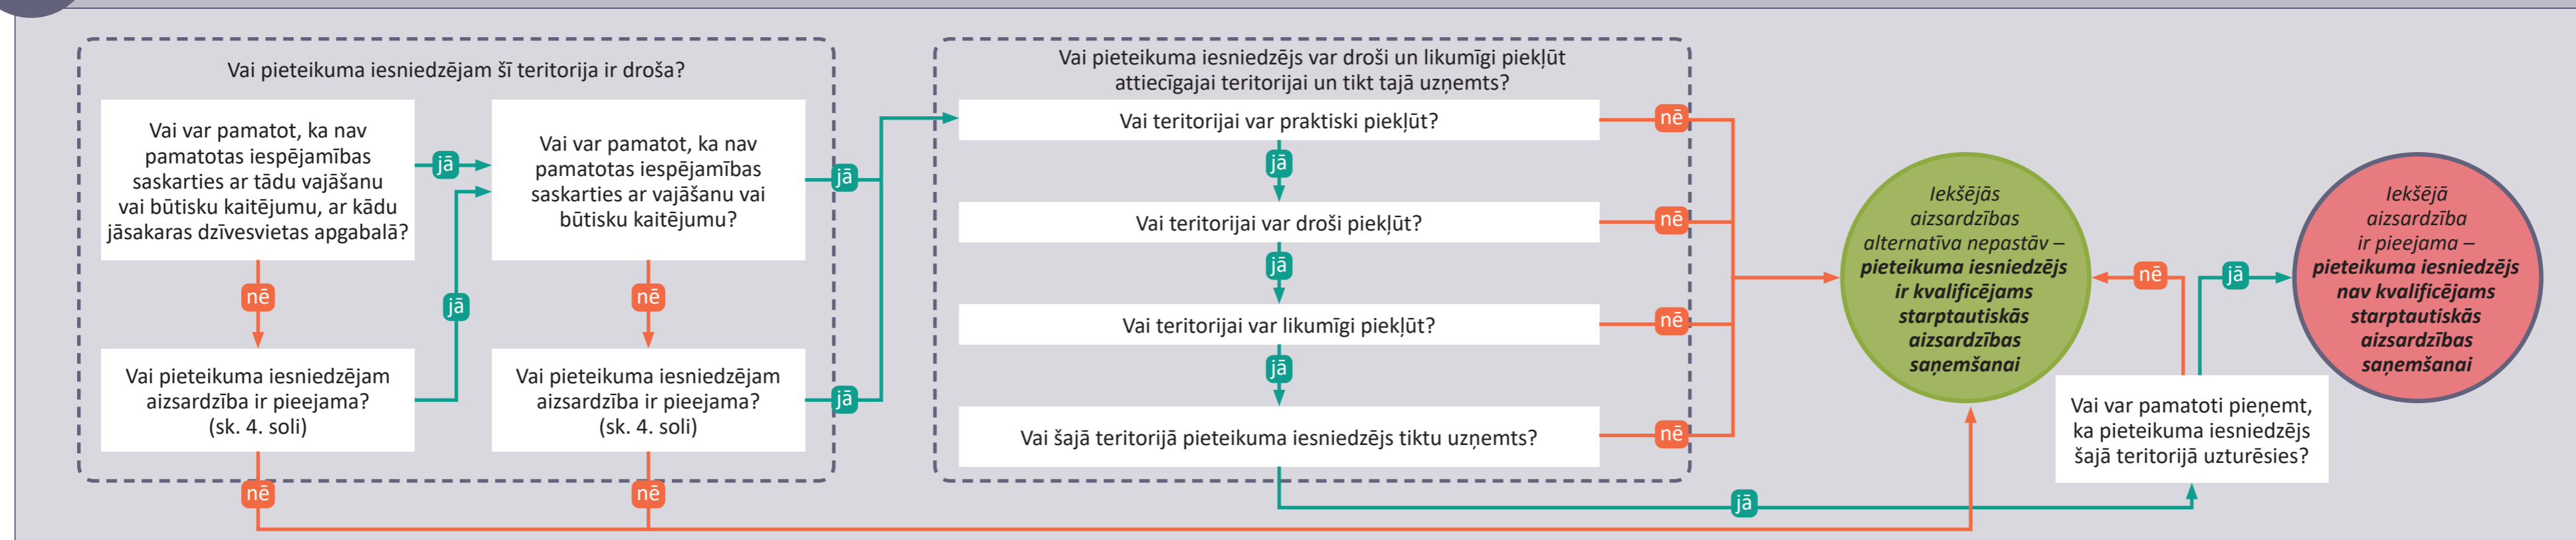 Vai pieteikuma iesniedzējam šī teritorija ir droša?
Vai var pamatot, ka nav
pamatotas iespējamības
saskarties ar tādu vajāšanu
vai būtisku kaitējumu, ar kādu
jāsakaras dzīvesvietas apgabalā?
jā
nē
jā
Vai pieteikuma iesniedzējam
aizsardzība ir pieejama?
(sk. 4. soli)
nē
Vai var pamatot, ka nav
pamatotas iespējamības
saskarties ar vajāšanu vai
būtisku kaitējumu?
jā
nē
Vai pieteikuma iesniedzējam
aizsardzība ir pieejama?
(sk. 4. soli)
jā
nē
Vai pieteikuma iesniedzējs var droši un likumīgi piekļūt
attiecīgajai teritorijai un tikt tajā uzņemts?
Vai teritorijai var praktiski piekļūt?
nē
jā
Vai teritorijai var droši piekļūt?
nē
jā
Vai teritorijai var likumīgi piekļūt?
nē
jā
Vai šajā teritorijā pieteikuma iesniedzējs tiktu uzņemts?
nē
jā
Iekšējās
aizsardzības
alternatīva nepastāv –
pieteikuma iesniedzējs
ir kvalificējams
starptautiskās
aizsardzības
saņemšanai
nē
jā
Vai var pamatoti pieņemt,
ka pieteikuma iesniedzējs
šajā teritorijā uzturēsies?
Iekšējā
aizsardzība
ir pieejama –
pieteikuma iesniedzējs
nav kvalificējams
starptautiskās
aizsardzības
saņemšanai